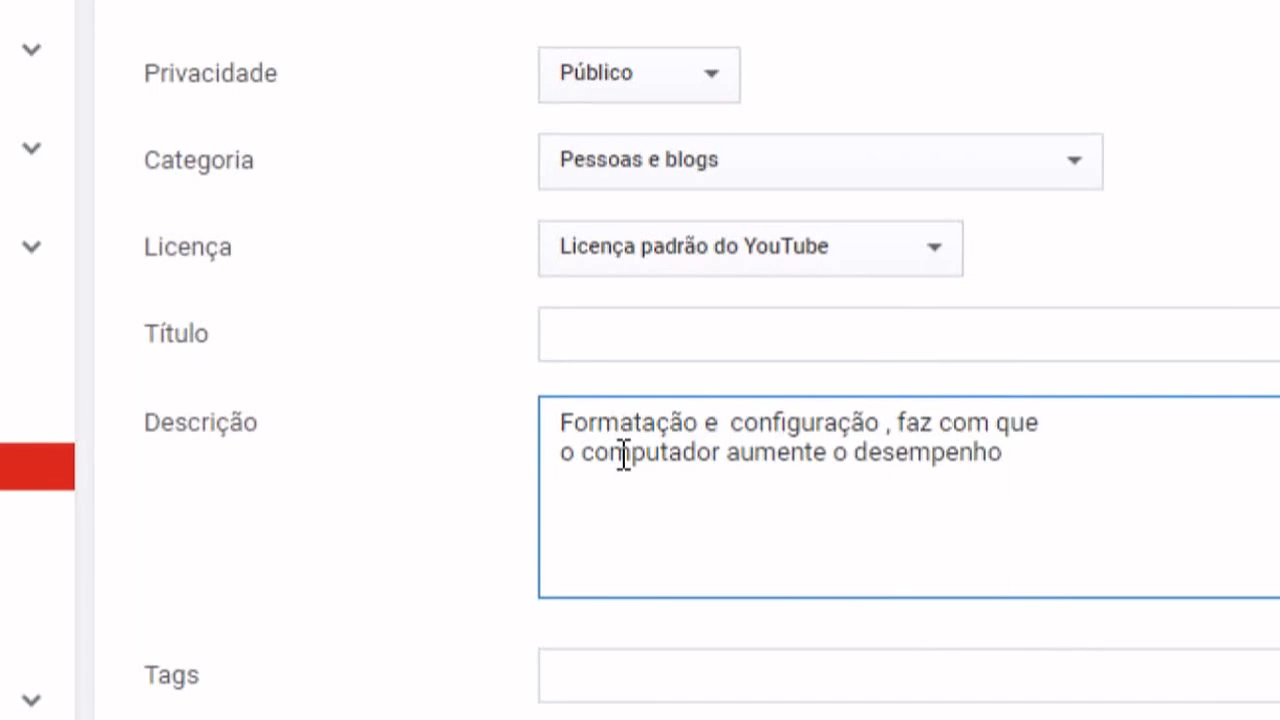 Privacidade
Público
Categoria
Pessoas e blogs
Licença
Licença padrão do YouTube
Título
Descrição
Formatação e  configuração , faz com que
o computador aumente o desempenho
Tags